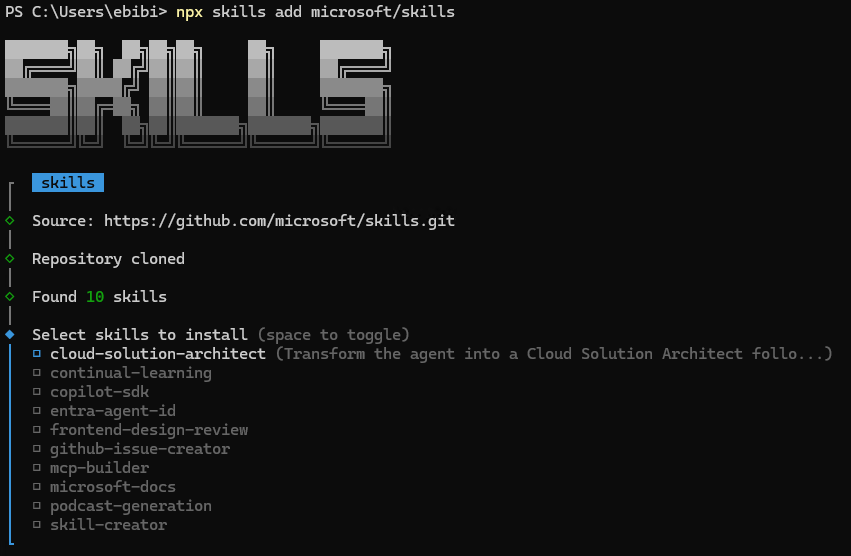 PS C:\Users\ebibi> npx skills add microsoft/skills
SKILLS
skills
Source: https://github.com/microsoft/skills.git
Repository cloned
Found 10 skills
Select skills to install (space to toggle)
cloud-solution-architect (Transform the agent into a Cloud Solution Architect follo...)
continual-learning
copilot-sdk
entra-agent-id
frontend-design-review
github-issue-creator
mcp-builder
microsoft-docs
podcast-generation
skill-creator